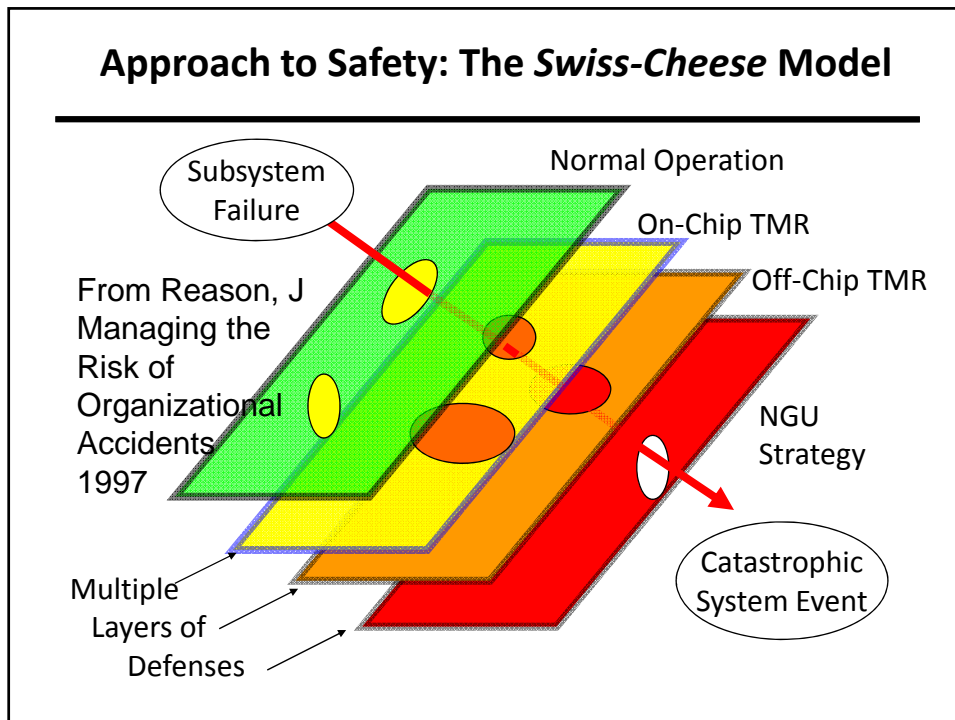 Approach to Safety: The Swiss-Cheese Model
Subsystem
Failure
Normal Operation
On-Chip TMR
Off-Chip TMR
From Reason, J
Managing the
Risk of
Organizational
Accidents
1997
NGU
Strategy
Catastrophic
System Event
Multiple
Layers of
Defenses